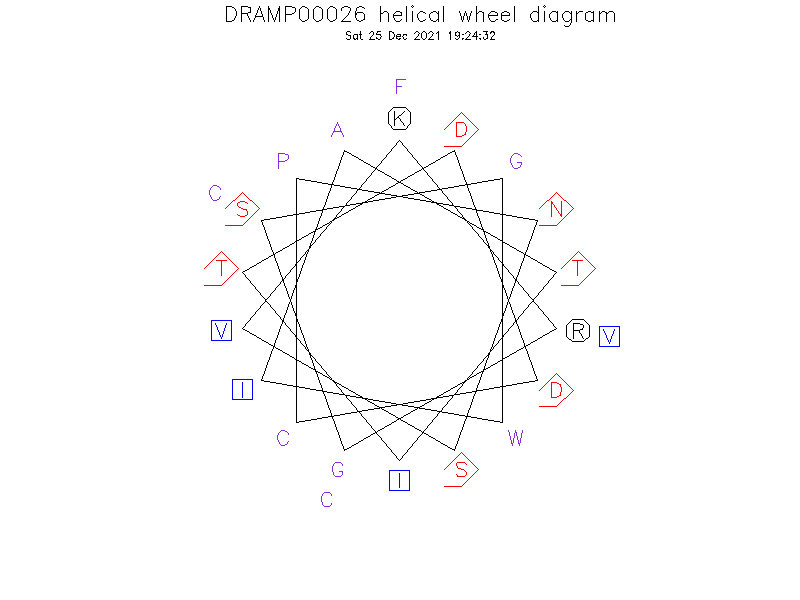 DRAMP00026 helical wheel diagram
Sat 25 Dec 2021 19:24:32
F
K
A
D
P
G
C
S
N
T
T
V
R
V
I
D
C
W
G
I
S
C